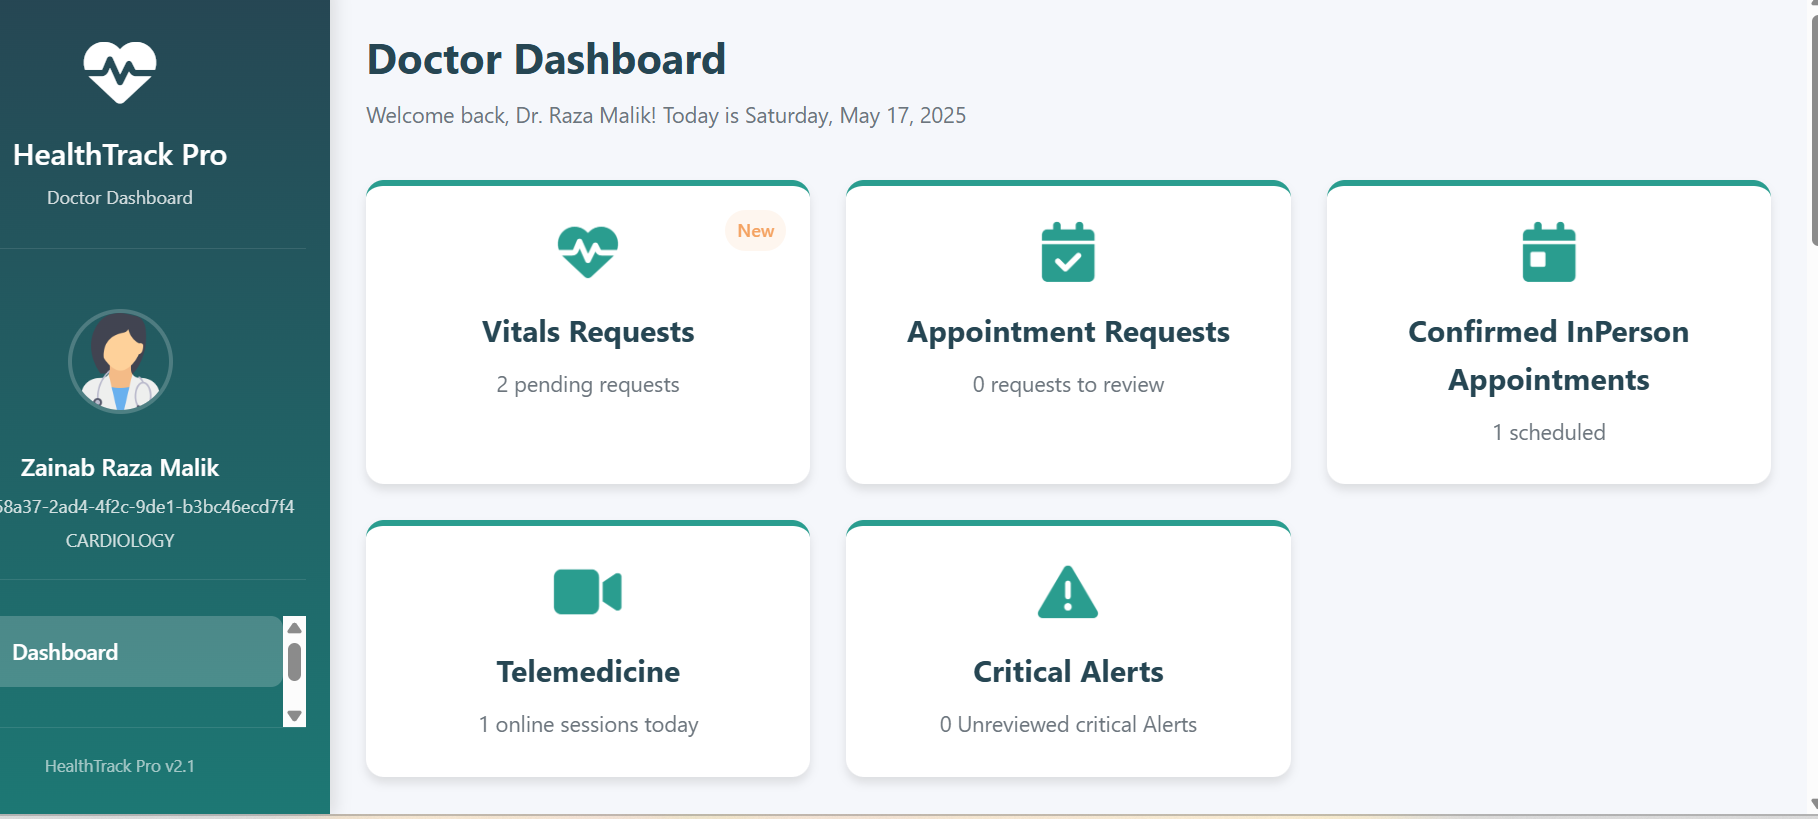 HealthTrack Pro
Doctor Dashboard
Zainab Raza Malik
58a37-2ad4-4f2c-9de1-b3bc46ecd7f4
CARDIOLOGY
Dashboard
HealthTrack Pro v2.1
Doctor Dashboard
Welcome back, Dr. Raza Malik! Today is Saturday, May 17, 2025
New
Vitals Requests
2 pending requests
Appointment Requests
0 requests to review
Confirmed InPerson
Appointments
1 scheduled
Telemedicine
1 online sessions today
Critical Alerts
0 Unreviewed critical Alerts